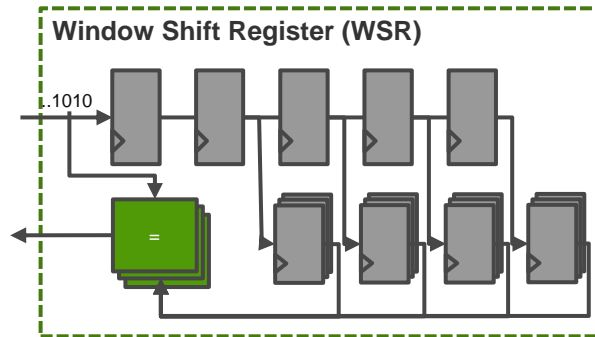 Window Shift Register (WSR)
..1010
=